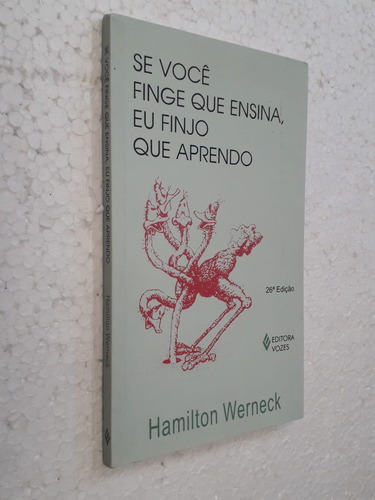 SE VOCÊ
FINGE QUE ENSINA,
EU FINJO
QUE APRENDO
26ª Edição
EDITORA
VOZES
Hamilton Werneck
SE VOCÊ FINGE QUE ENSINA, EU FINJO QUE APRENDO
Hamilton Werneck